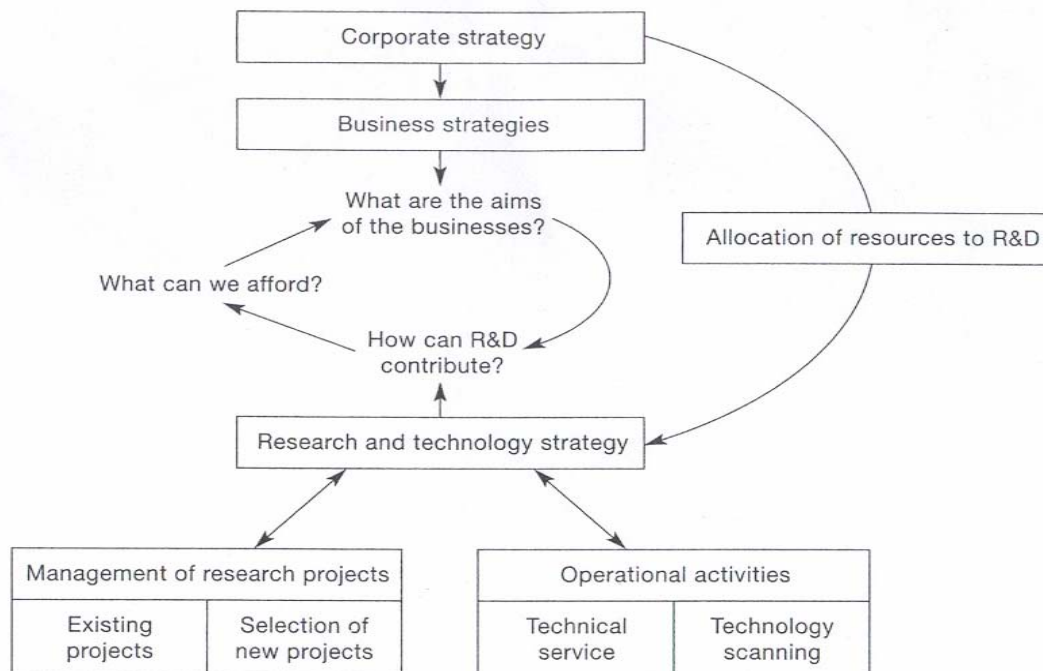 Corporate strategy
Business strategies
What are the aims
of the businesses?
Allocation of resources to R&D
What can we afford?
How can R&D
contribute?
Research and technology strategy
Management of research projects
Existing
projects
Selection of
new projects
Operational activities
Technical
service
Technology
scanning